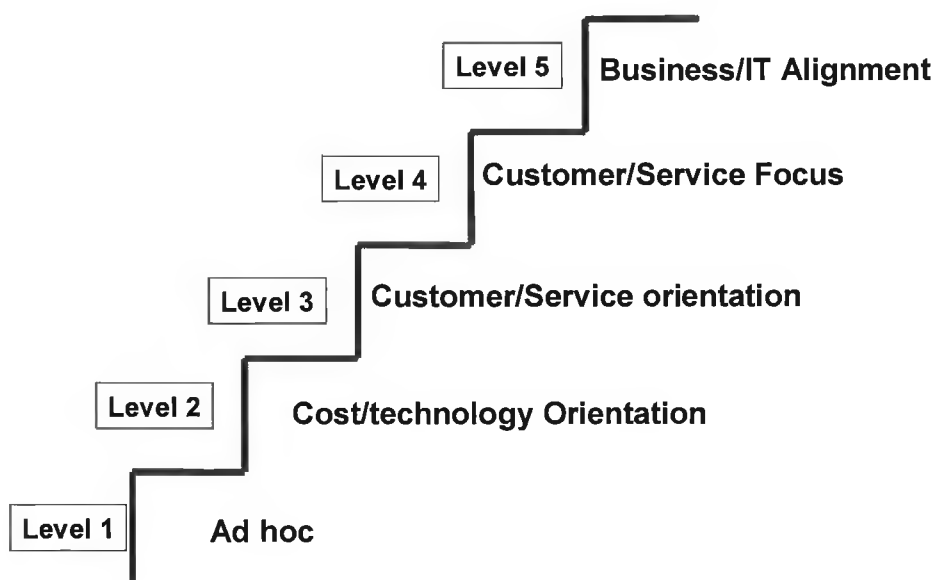 Level 5 Business/IT Alignment
Level 4 Customer/Service Focus
Level 3 Customer/Service orientation
Level 2 Cost/technology Orientation
Level 1 Ad hoc